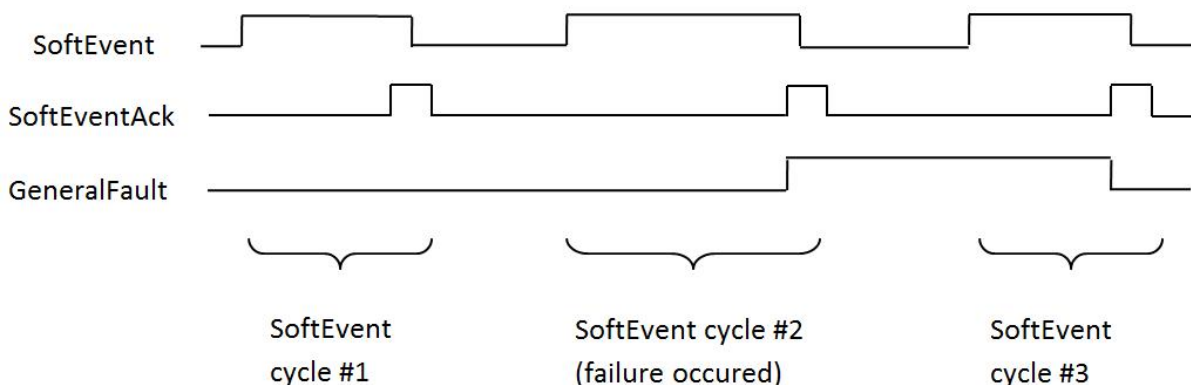 SoftEvent
SoftEventAck
GeneralFault
SoftEvent
cycle #1
SoftEvent cycle #2
(failure occured)
SoftEvent
cycle #3